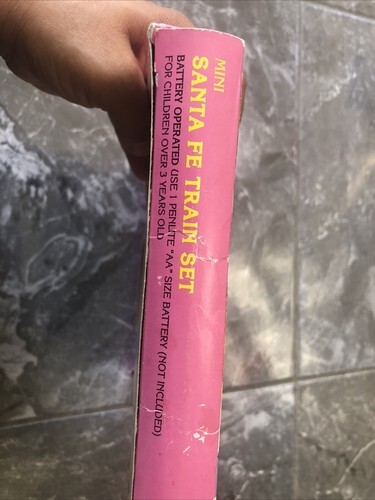 MINI
SANTA FE TRAIN SET
BATTERY OPERATED USE 1 PENLITE "AA" SIZE BATTERY (NOT INCLUDED)
FOR CHILDREN OVER 3 YEARS OLD